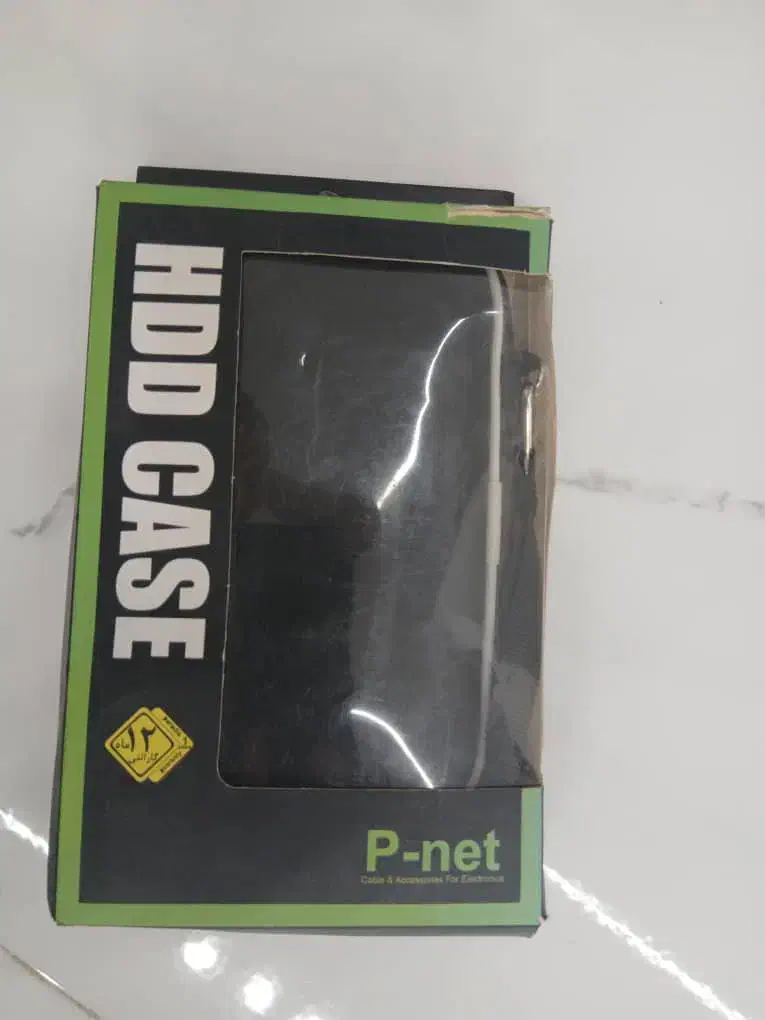 HDD CASE
۱۲ ماه
گارانتی
P-net
Cable & Accessories For Electronics